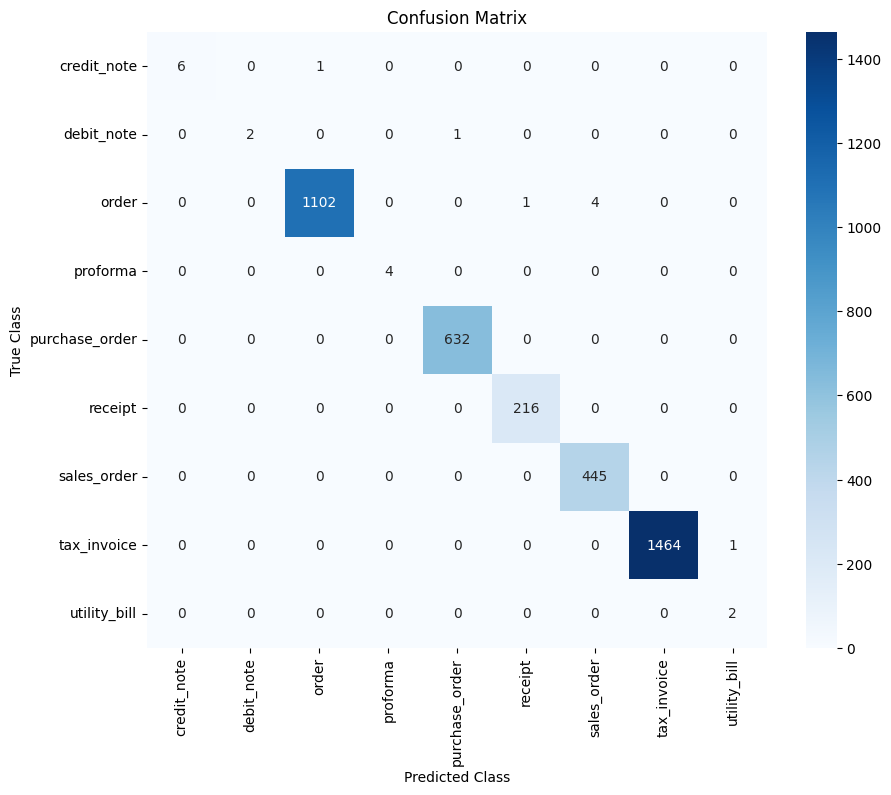 Confusion Matrix
credit_note 6 0 1 0 0 0 0 0 0
debit_note 0 2 0 0 1 0 0 0 0
order 0 0 1102 0 0 1 4 0 0
proforma 0 0 0 4 0 0 0 0 0
purchase_order 0 0 0 0 632 0 0 0 0
receipt 0 0 0 0 0 216 0 0 0
sales_order 0 0 0 0 0 0 445 0 0
tax_invoice 0 0 0 0 0 0 0 1464 1
utility_bill 0 0 0 0 0 0 0 0 2
True Class
credit_note debit_note order proforma purchase_order receipt sales_order tax_invoice utility_bill
Predicted Class
1400
1200
1000
800
600
400
200
0